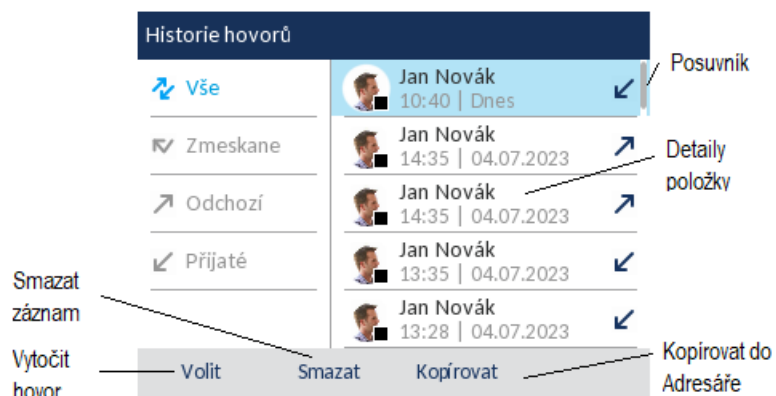 Historie hovorů
Vše
Zmeskane
Odchozí
Přijaté
Jan Novák
10:40 | Dnes
Jan Novák
14:35 | 04.07.2023
Jan Novák
14:35 | 04.07.2023
Jan Novák
13:35 | 04.07.2023
Jan Novák
13:28 | 04.07.2023
Volit
Smazat
Kopírovat
Posuvník
Detaily
položky
Smazat
záznam
Vytočit
hovor
Kopírovat do
Adresáře